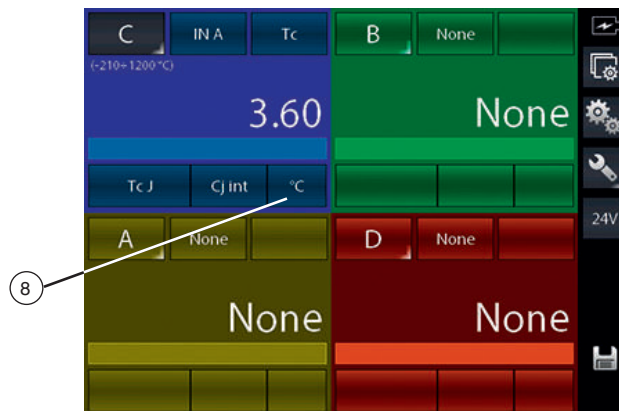 C IN A Tc
(-210÷1200°C)
3.60
Tc J Cj int °C
B None
None
A None
None
D None
None
24V
8